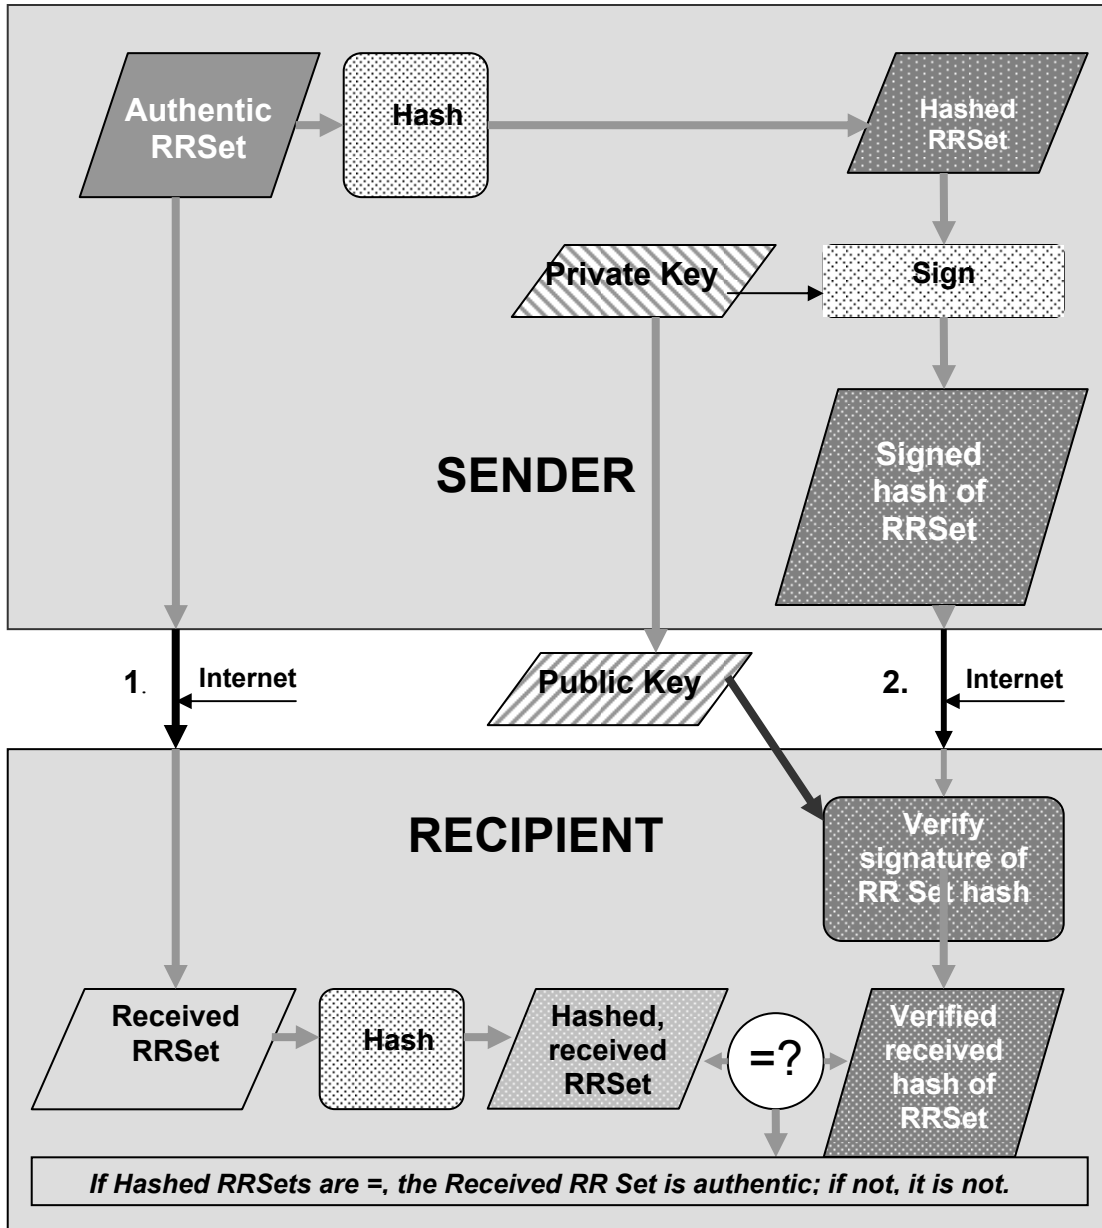 Authentic
RRSet
Hash
Hashed
RRSet
Private Key
Sign
Signed
hash of
RRSet
SENDER
1.
Internet
Public Key
2.
Internet
RECIPIENT
Verify
signature of
RR Set hash
Received
RRSet
Hash
Hashed,
received
RRSet
=?
Verified
received
hash of
RRSet
If Hashed RRSets are =, the Received RR Set is authentic; if not, it is not.